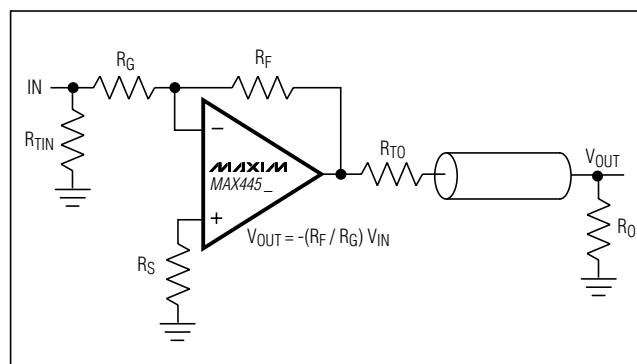 RG
RF
IN
RTIN
−
MAXIM
MAX445_
+
RTO
VOUT
RS
VOUT = -(RF / RG) VIN
RO